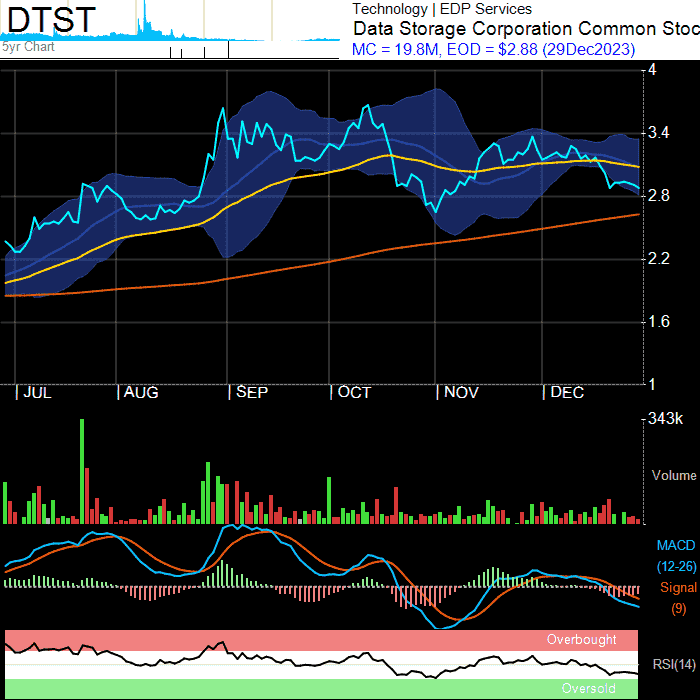 DTST
5yr Chart
Technology | EDP Services
Data Storage Corporation Common Stoc
MC = 19.8M, EOD = $2.88 (29Dec2023)
4
3.4
2.8
2.2
1.6
1
JUL AUG SEP OCT NOV DEC
343k
Volume
MACD
(12-26)
Signal
(9)
Overbought
RSI(14)
Oversold